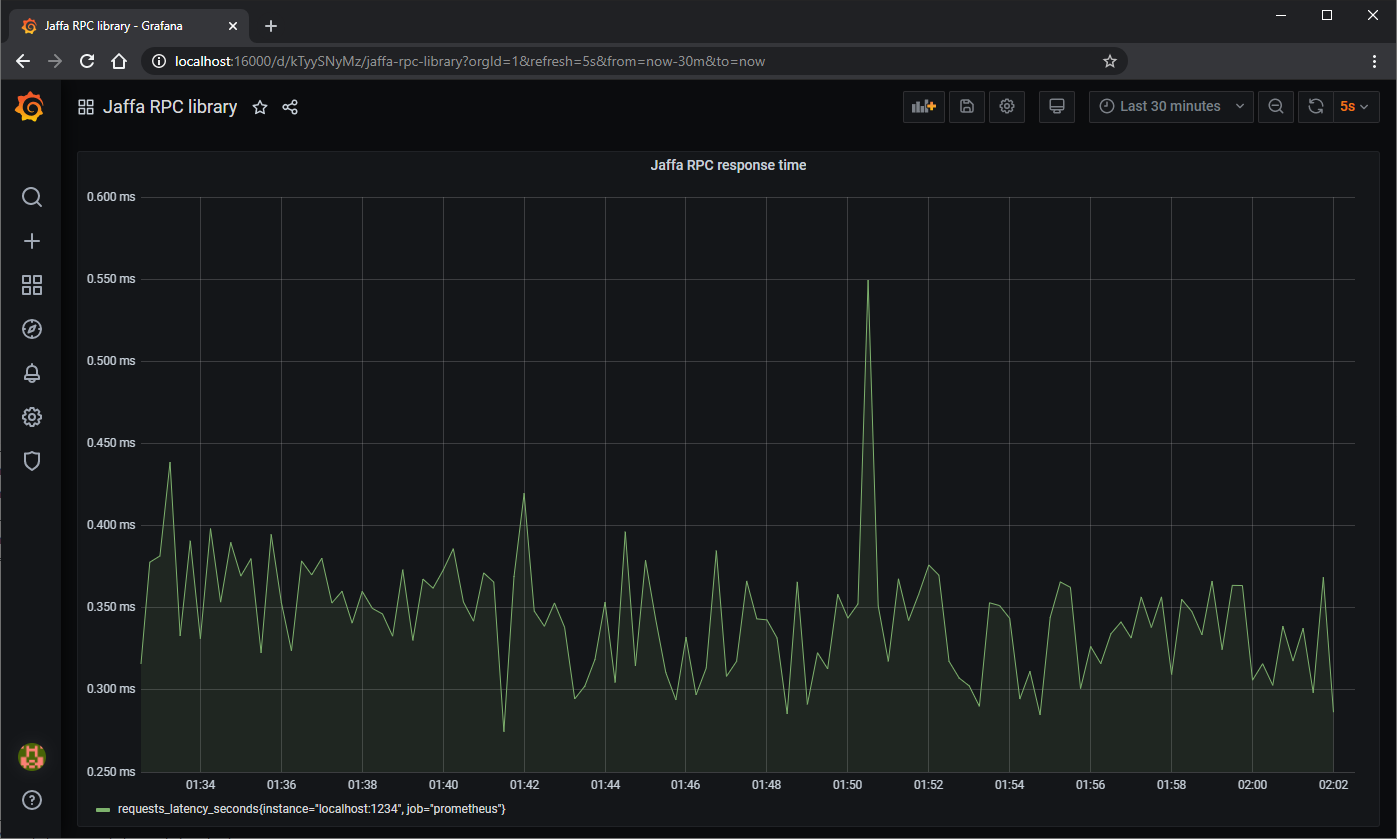 Jaffa RPC library - Grafana
localhost:16000/d/kTyySNyMz/jaffa-rpc-library?orgId=1&refresh=5s&from=now-30m&to=now
Jaffa RPC library
Last 30 minutes
5s
Jaffa RPC response time
0.600 ms
0.550 ms
0.500 ms
0.450 ms
0.400 ms
0.350 ms
0.300 ms
0.250 ms
01:34 01:36 01:38 01:40 01:42 01:44 01:46 01:48 01:50 01:52 01:54 01:56 01:58 02:00 02:02
requests_latency_seconds{instance="localhost:1234", job="prometheus"}